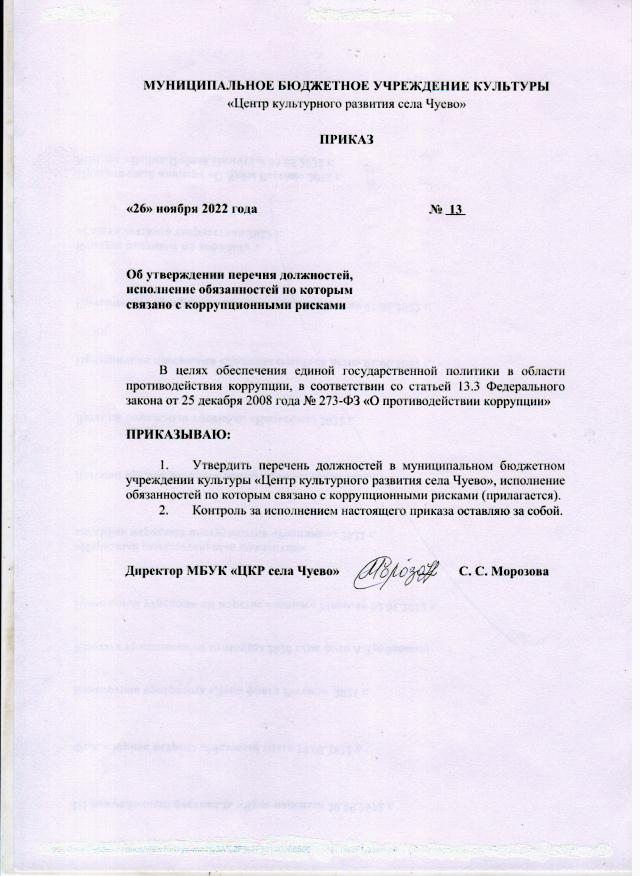 МУНИЦИПАЛЬНОЕ БЮДЖЕТНОЕ УЧРЕЖДЕНИЕ КУЛЬТУРЫ
«Центр культурного развития села Чуево»
ПРИКАЗ
«26» ноября 2022 года № 13
Об утверждении перечня должностей,
исполнение обязанностей по которым
связано с коррупционными рисками
В целях обеспечения единой государственной политики в области
противодействия коррупции, в соответствии со статьей 13.3 Федерального
закона от 25 декабря 2008 года № 273-ФЗ «О противодействии коррупции»
ПРИКАЗЫВАЮ:
1. Утвердить перечень должностей в муниципальном бюджетном
учреждении культуры «Центр культурного развития села Чуево», исполнение
обязанностей по которым связано с коррупционными рисками (прилагается).
2. Контроль за исполнением настоящего приказа оставляю за собой.
Директор МБУК «ЦКР села Чуево» С. С. Морозова